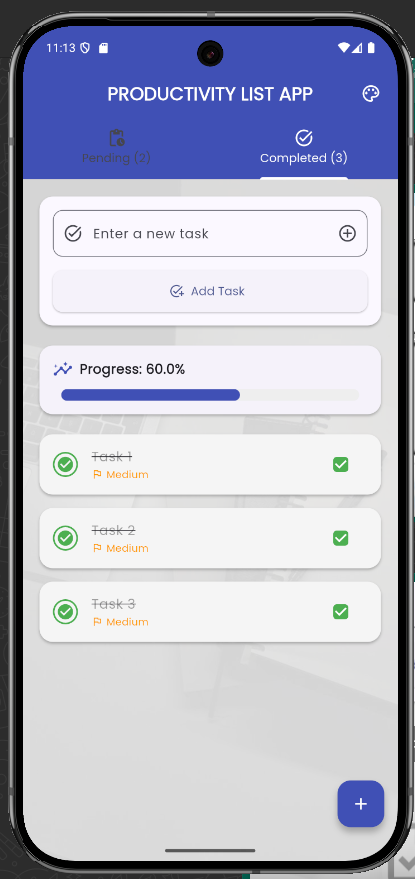 11:13
PRODUCTIVITY LIST APP
Pending (2)
Completed (3)
Enter a new task
Add Task
Progress: 60.0%
Task 1
Medium
Task 2
Medium
Task 3
Medium